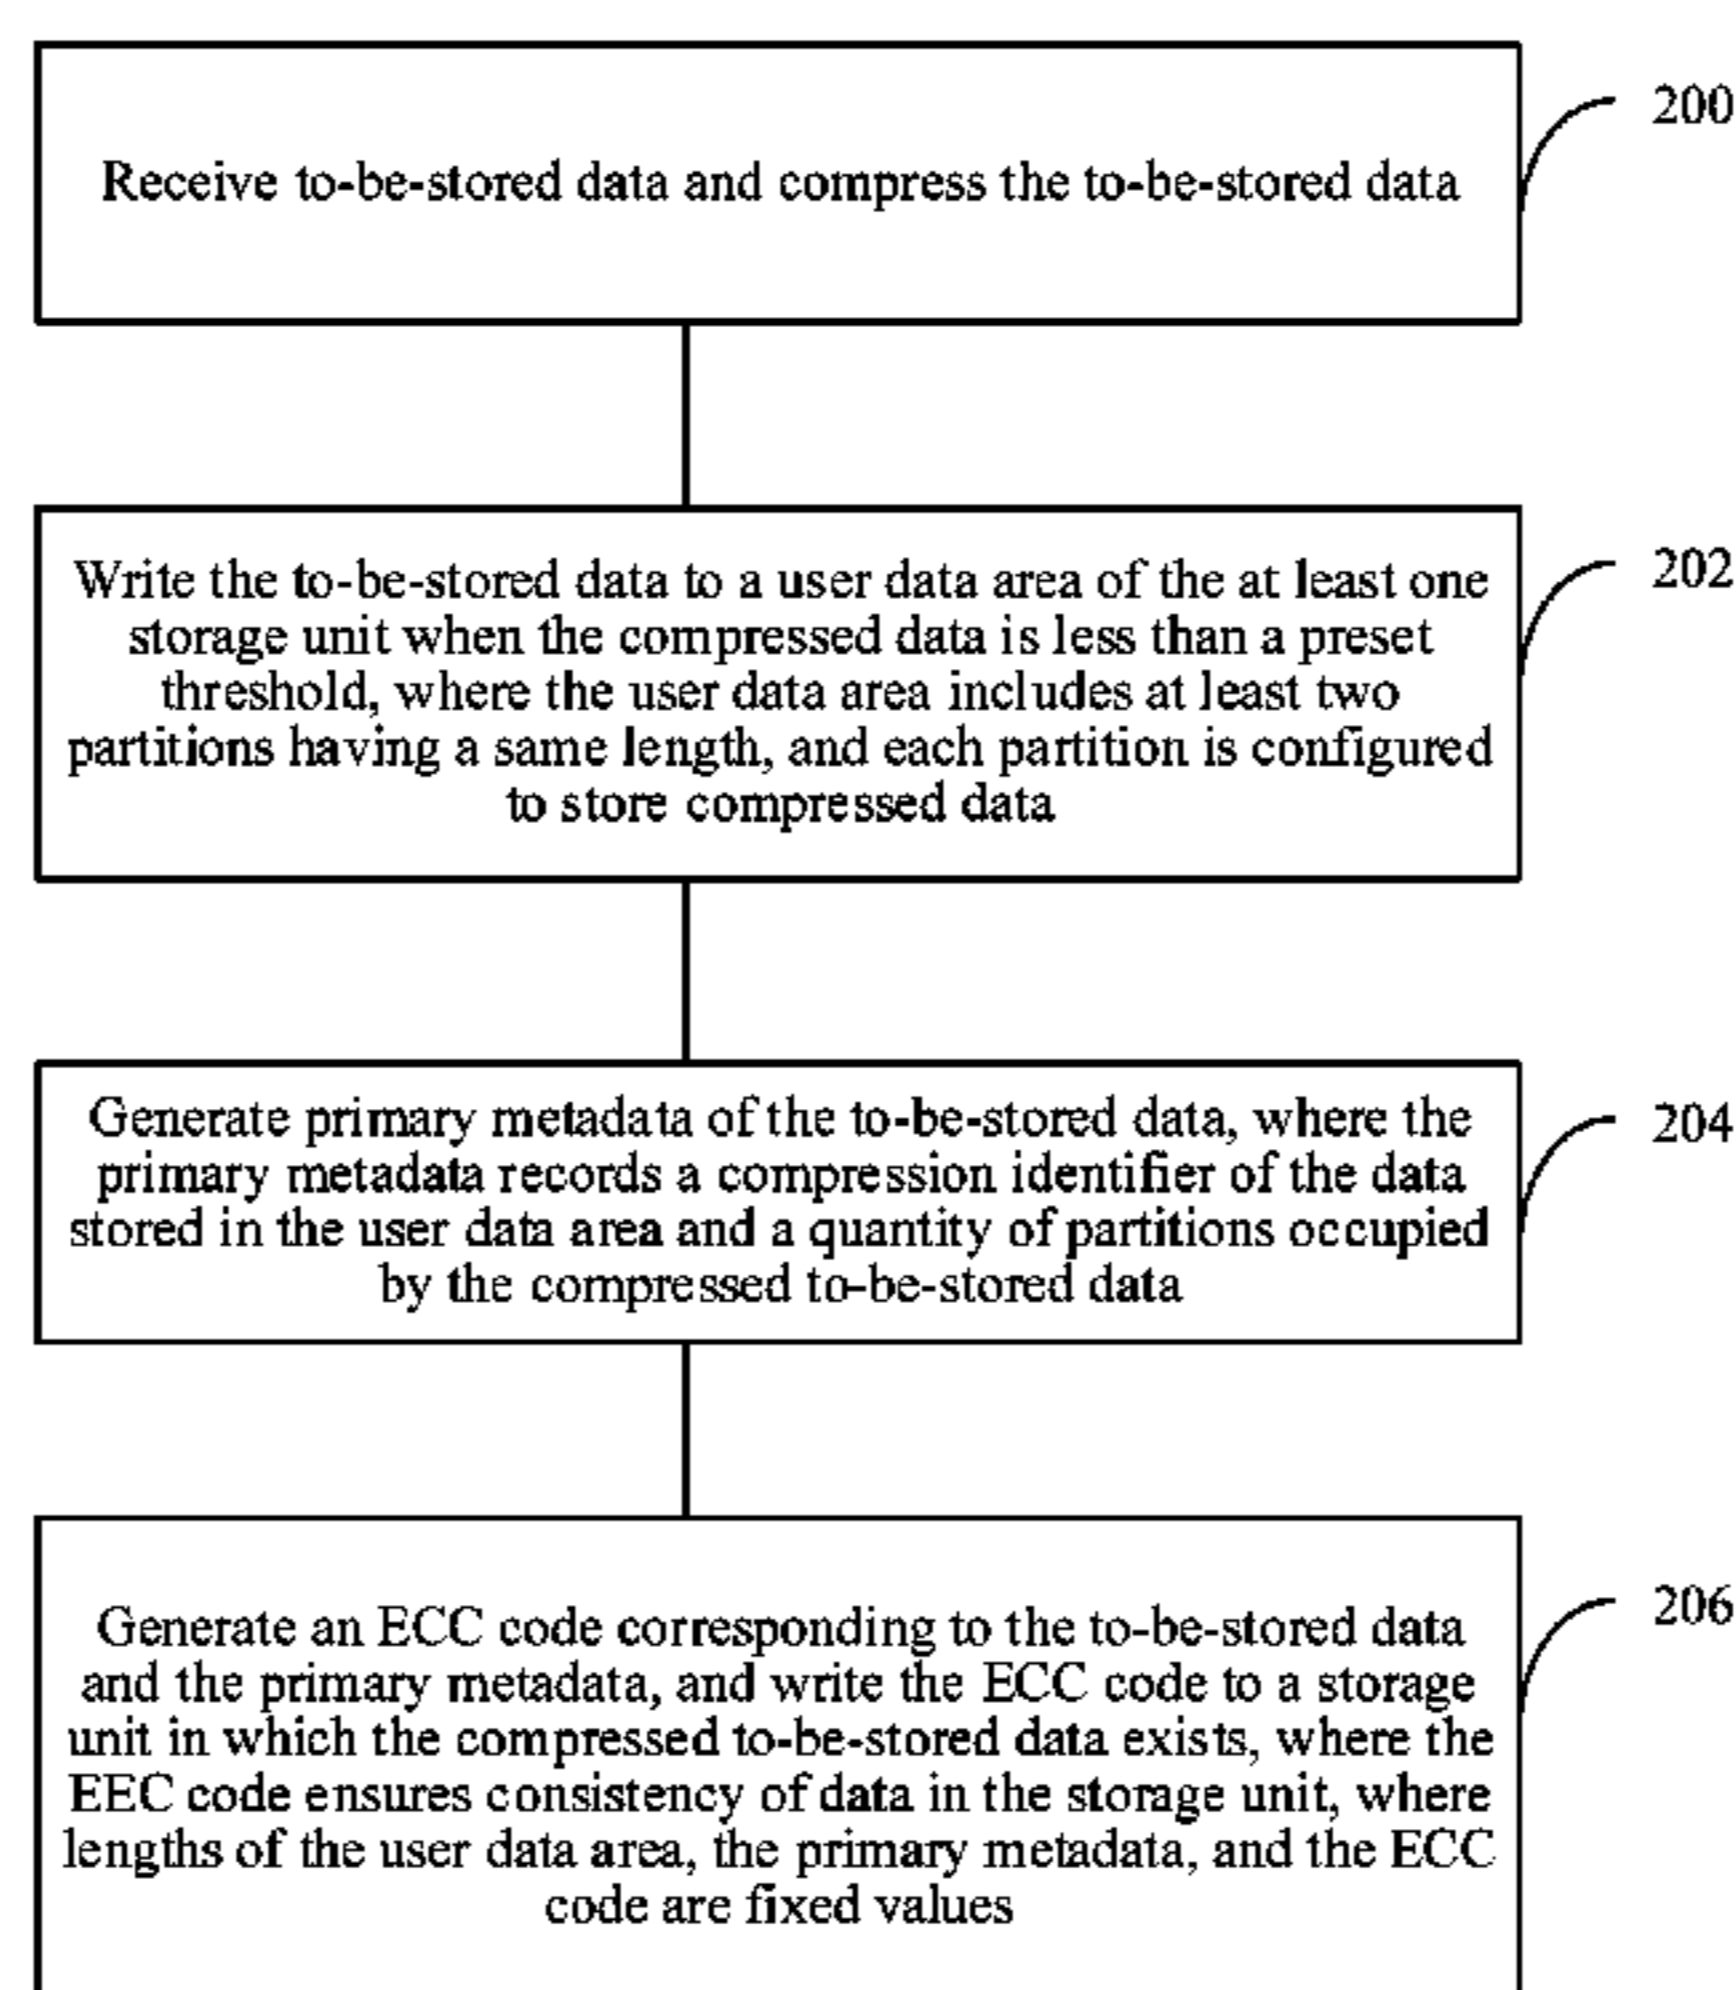 200
Receive to-be-stored data and compress the to-be-stored data
202
Write the to-be-stored data to a user data area of the at least one
storage unit when the compressed data is less than a preset
threshold, where the user data area includes at least two
partitions having a same length, and each partition is configured
to store compressed data
204
Generate primary metadata of the to-be-stored data, where the
primary metadata records a compression identifier of the data
stored in the user data area and a quantity of partitions occupied
by the compressed to-be-stored data
206
Generate an ECC code corresponding to the to-be-stored data
and the primary metadata, and write the ECC code to a storage
unit in which the compressed to-be-stored data exists, where the
EEC code ensures consistency of data in the storage unit, where
lengths of the user data area, the primary metadata, and the ECC
code are fixed values